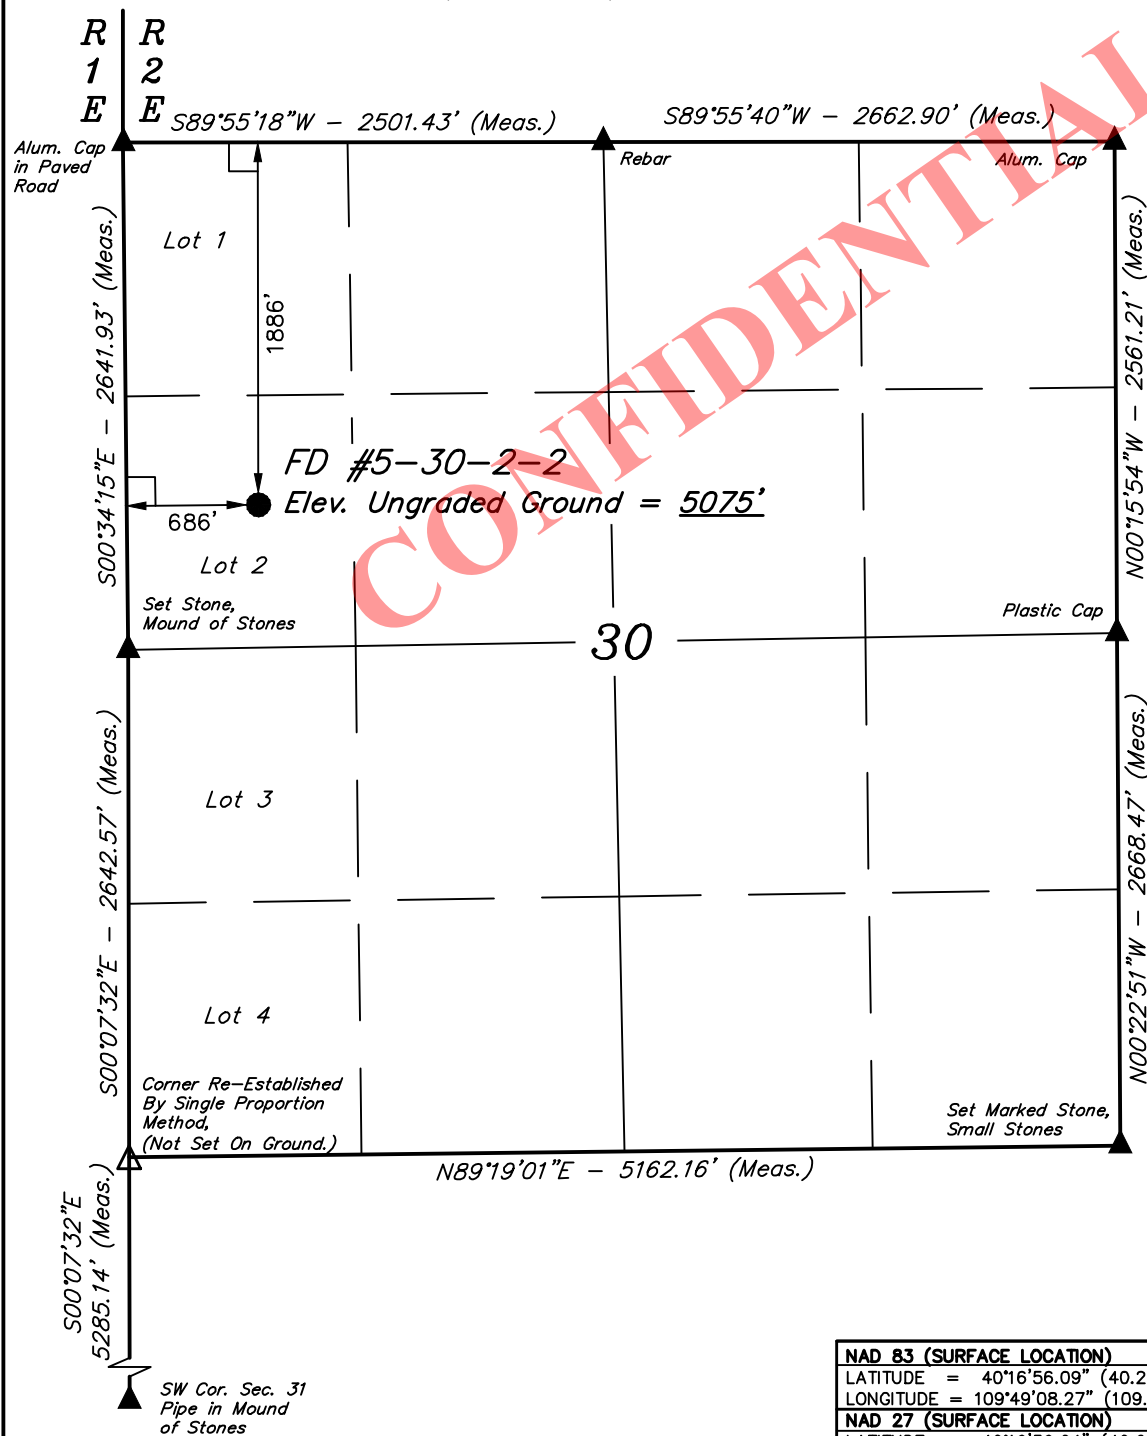 R R
1 2
E E
S89°55'18"W - 2501.43' (Meas.)
S89°55'40"W - 2662.90' (Meas.)
Alum. Cap
in Paved
Road
Rebar
Alum. Cap
Lot 1
S00°34'15"E - 2641.93' (Meas.)
1886'
N00°15'54"W - 2561.21' (Meas.)
CONFIDENTIAL
FD #5-30-2-2
Elev. Ungraded Ground = 5075'
686'
Lot 2
Set Stone,
Mound of Stones
Plastic Cap
30
S00°07'32"E - 2642.57' (Meas.)
Lot 3
N00°22'51"W - 2668.47' (Meas.)
Lot 4
Corner Re-Established
By Single Proportion
Method,
(Not Set On Ground.)
Set Marked Stone,
Small Stones
N89°19'01"E - 5162.16' (Meas.)
S00°07'32"E
5285.14' (Meas.)
SW Cor. Sec. 31
Pipe in Mound
of Stones
NAD 83 (SURFACE LOCATION)
LATITUDE = 40°16'56.09" (40.2
LONGITUDE = 109°49'08.27" (109.
NAD 27 (SURFACE LOCATION)